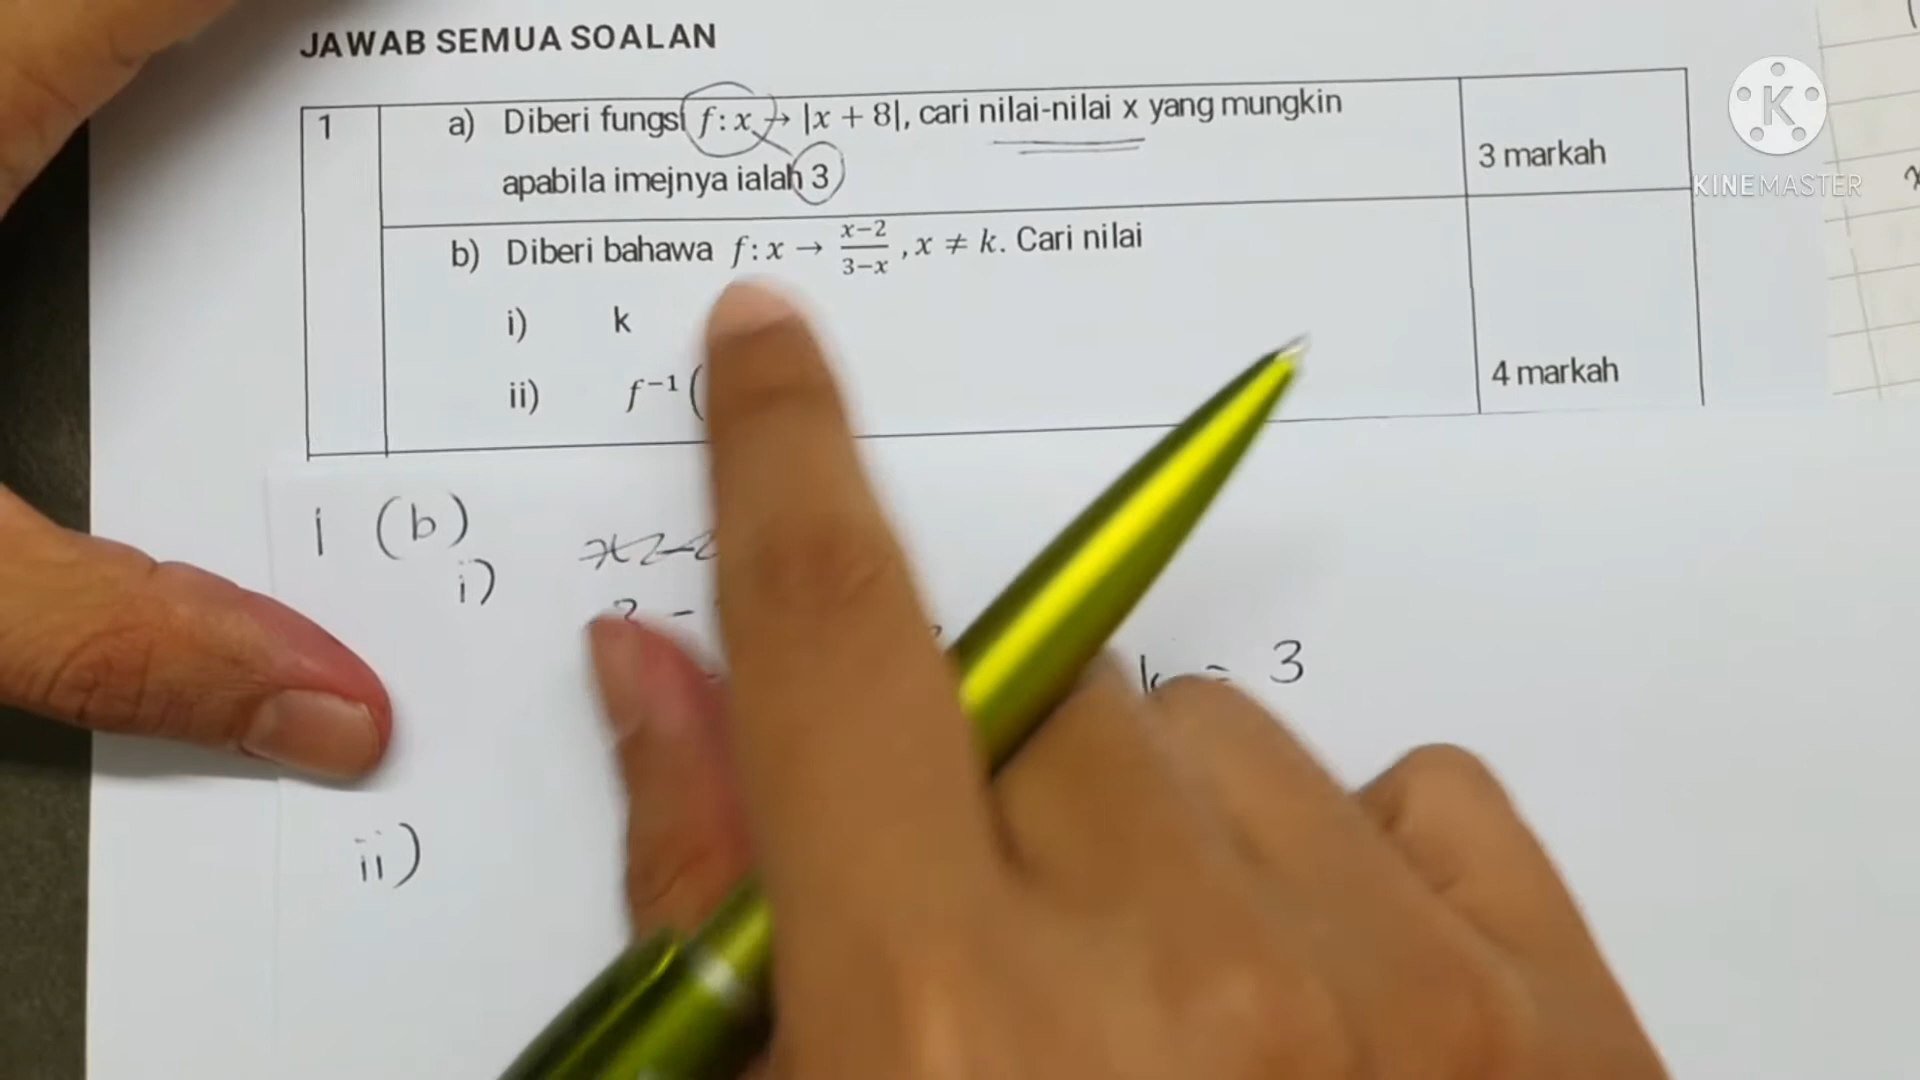 JAWAB SEMUA SOALAN
1
a) Diberi fungsi f : x → |x + 8|, cari nilai-nilai x yang mungkin
apabila imejnya ialah 3
3 markah
b) Diberi bahawa f : x → \frac{x-2}{3-x} , x ≠ k. Cari nilai
i) k
ii) f⁻¹(
4 markah
1 (b)
i)
k = 3
ii)
K
KINEMASTER